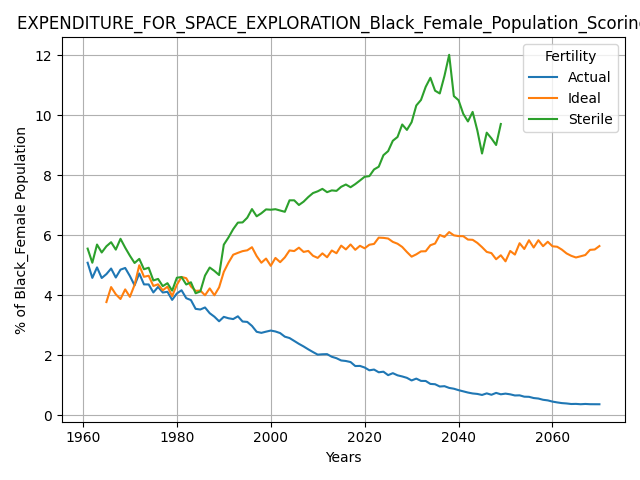 EXPENDITURE_FOR_SPACE_EXPLORATION_Black_Female_Population_Scoring
Fertility
Actual
Ideal
Sterile
% of Black_Female Population
12
10
8
6
4
2
0
1960 1980 2000 2020 2040 2060
Years